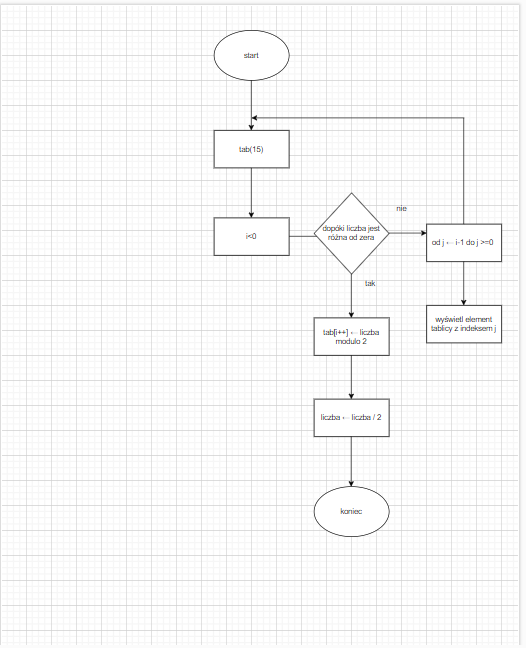 start
tab(15)
i<0
dopóki liczba jest
różna od zera
nie
od j ← i-1 do j >=0
tak
wyświetl element
tablicy z indeksem j
tab[i++] ← liczba
modulo 2
liczba ← liczba / 2
koniec